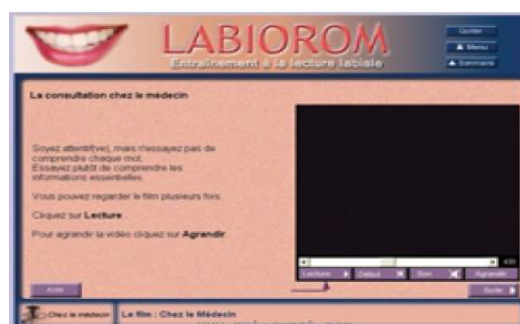 LABIOROM
Entraînement à la lecture labiale
Quitter
Menu
Sommaire
La consultation chez le médecin
Soyez attentif(ve), mais n'essayez pas de
comprendre chaque mot.
Essayez plutôt de comprendre les
informations essentielles.
Vous pouvez regarder le film plusieurs fois.
Cliquez sur Lecture.
Pour agrandir la vidéo cliquez sur Agrandir.
Lecture Début Son Agrandir
Aide
Suite
Chez le médecin
Le film : Chez le Médecin